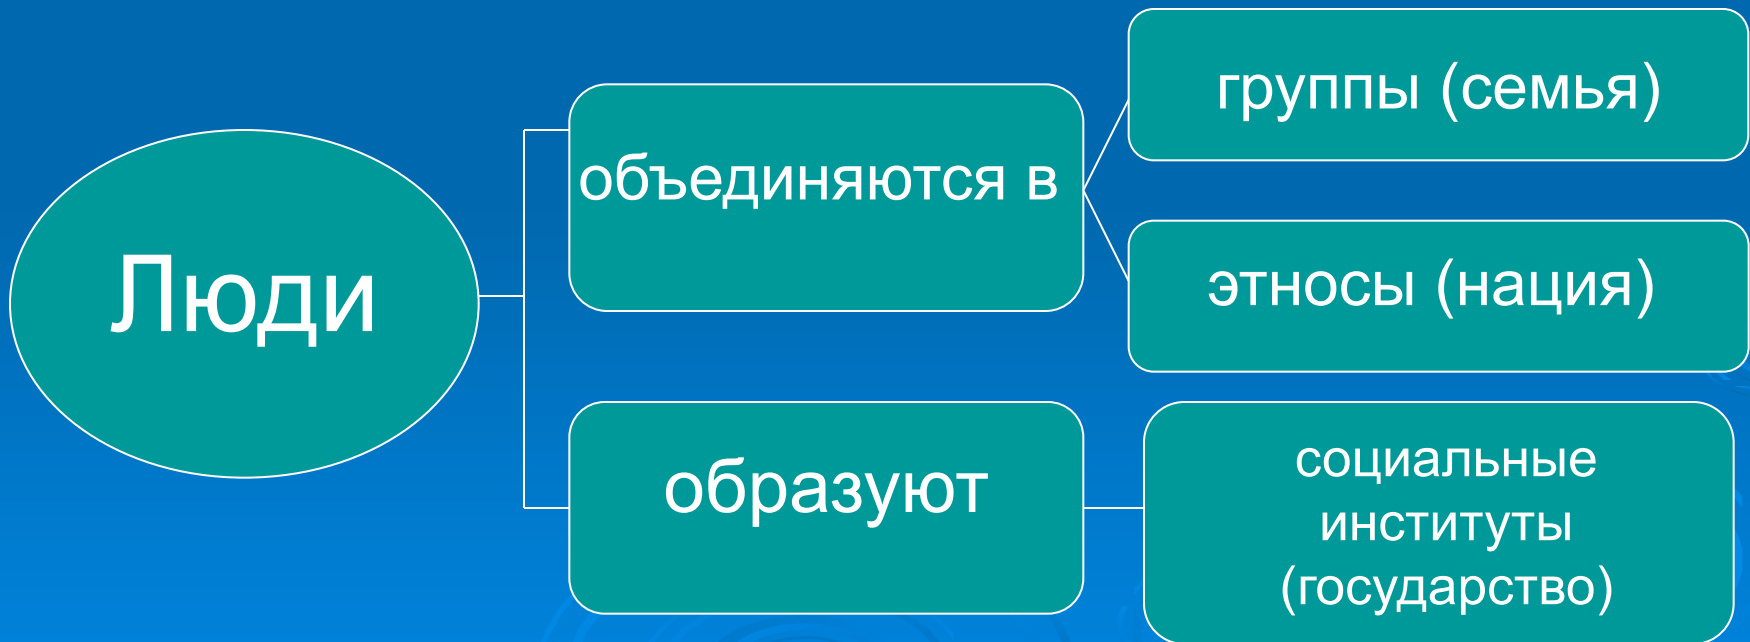 Люди
объединяются в
группы (семья)
этносы (нация)
образуют
социальные
институты
(государство)